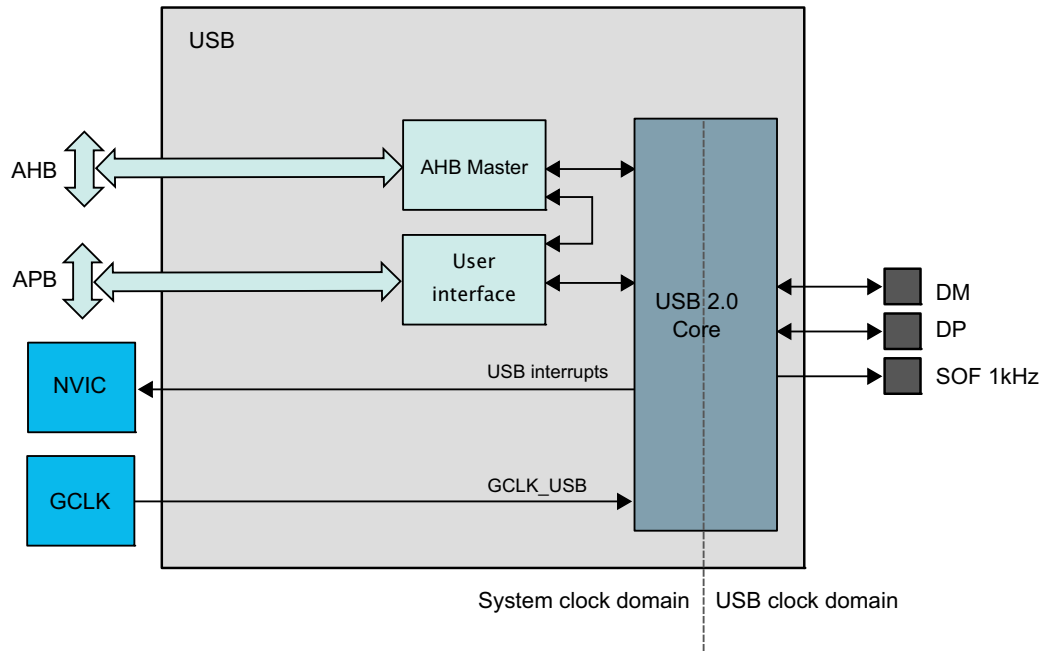 USB
AHB
AHB Master
APB
User
interface
USB 2.0
Core
DM
DP
SOF 1kHz
NVIC
USB interrupts
GCLK
GCLK_USB
System clock domain
USB clock domain